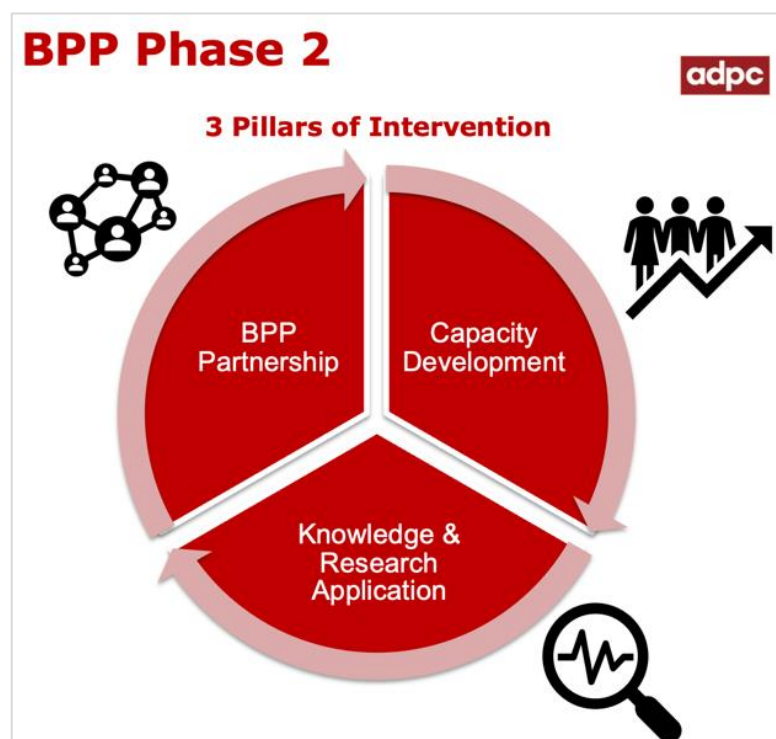 BPP Phase 2
adpc
3 Pillars of Intervention
BPP
Partnership
Capacity
Development
Knowledge &
Research
Application